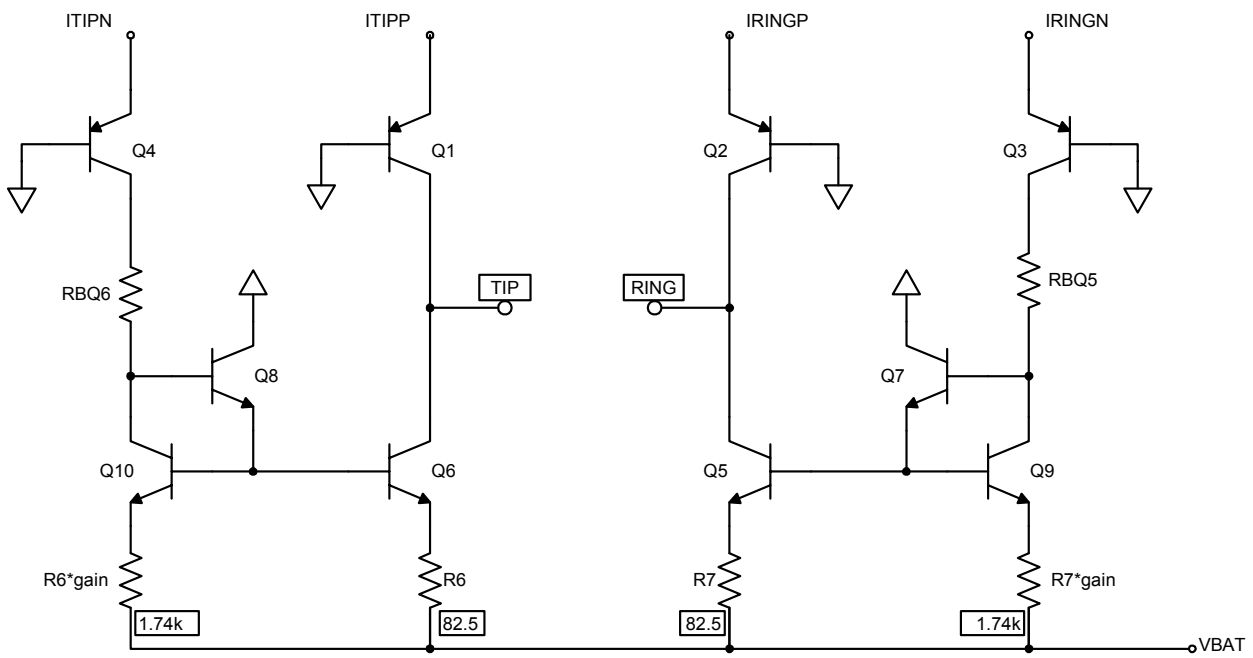 ITIPN
ITIPP
IRINGP
IRINGN
Q4
Q1
Q2
Q3
RBQ6
TIP
RING
RBQ5
Q8
Q7
Q10
Q6
Q5
Q9
R6*gain
R6
R7
R7*gain
1.74k
82.5
82.5
1.74k
VBAT